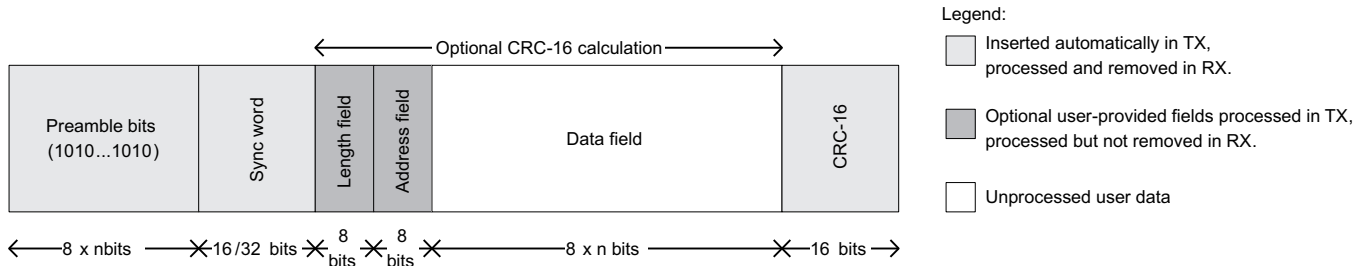 Legend:
Optional CRC-16 calculation
Inserted automatically in TX,
processed and removed in RX.
Preamble bits
(1010...1010)
Sync word
Length field
Address field
Data field
CRC-16
Optional user-provided fields processed in TX,
processed but not removed in RX.
Unprocessed user data
8 x nbits
16/32 bits
8
bits
8
bits
8 x n bits
16 bits